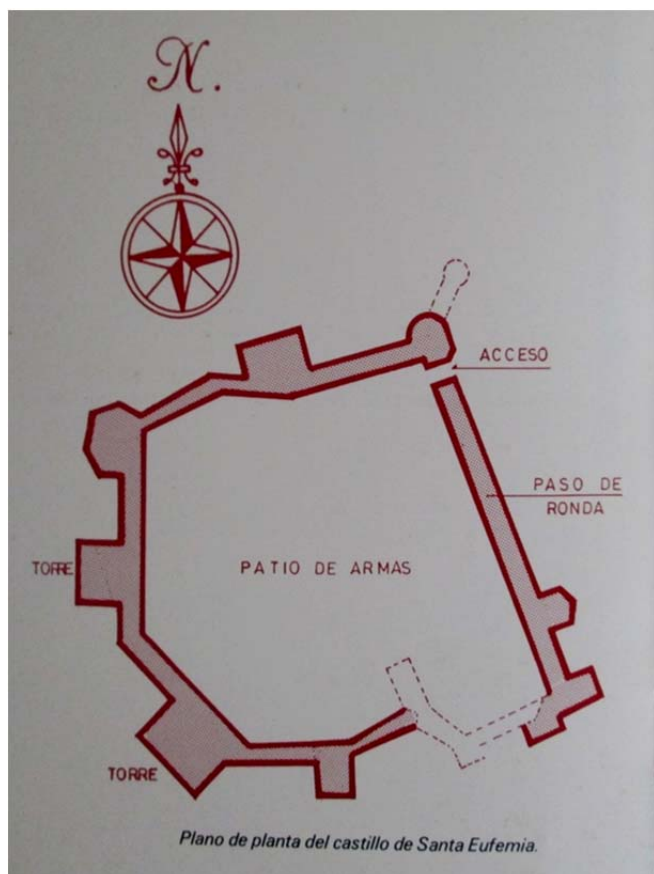 N.
ACCESO
PASO DE
RONDA
TORRE
PATIO DE ARMAS
TORRE
Plano de planta del castillo de Santa Eufemia.